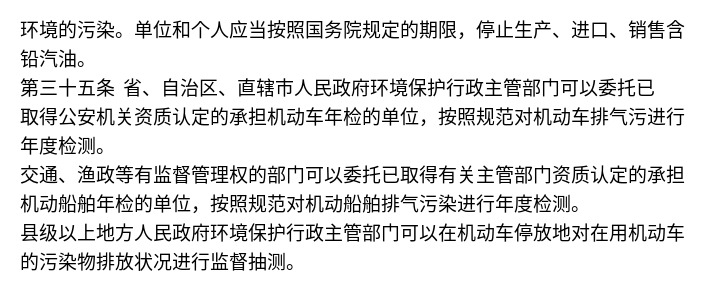 环境的污染。单位和个人应当按照国务院规定的期限，停止生产、进口、销售含
铅汽油。
第三十五条 省、自治区、直辖市人民政府环境保护行政主管部门可以委托已
取得公安机关资质认定的承担机动车年检的单位，按照规范对机动车排气污进行
年度检测。
交通、渔政等有监督管理权的部门可以委托已取得有关主管部门资质认定的承担
机动船舶年检的单位，按照规范对机动船舶排气污染进行年度检测。
县级以上地方人民政府环境保护行政主管部门可以在机动车停放地对在用机动车
的污染物排放状况进行监督抽测。